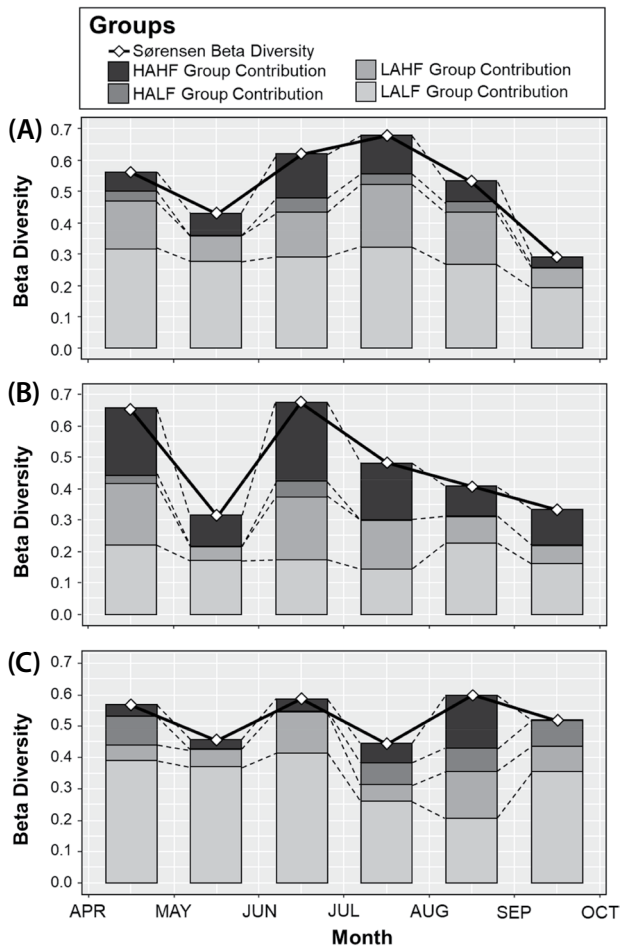 Groups
Sørensen Beta Diversity
HAHF Group Contribution
LAHF Group Contribution
HALF Group Contribution
LALF Group Contribution
(A)
0.7
0.6
0.5
0.4
0.3
0.2
0.1
0.0
Beta Diversity
(B)
0.7
0.6
0.5
0.4
0.3
0.2
0.1
0.0
Beta Diversity
(C)
0.7
0.6
0.5
0.4
0.3
0.2
0.1
0.0
Beta Diversity
APR MAY JUN JUL AUG SEP OCT
Month